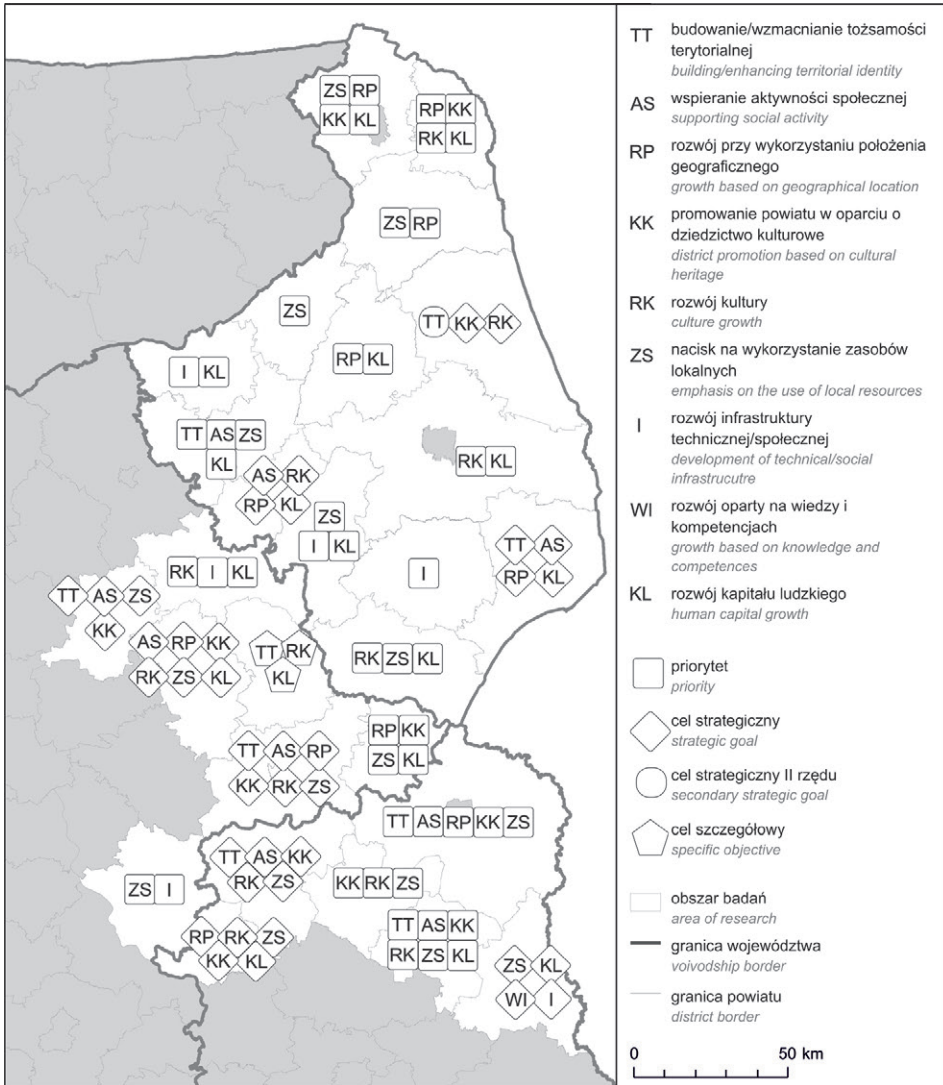 ZS RP
KK KL
RP KK
RK KL
ZS RP
ZS
TT KK RK
RP KL
I KL
TT AS ZS
KL
RK KL
AS RK
RP KL
ZS
I KL
TT AS
RP KL
I
RK I KL
TT AS ZS
KK
AS RP KK
RK ZS KL
TT RK
KL
RK ZS KL
RP KK
ZS KL
TT AS RP
KK RK ZS
TT AS RP KK ZS
TT AS KK
RK ZS
KK RK ZS
ZS I
TT AS KK
RK ZS KL
RP RK ZS
KK KL
ZS KL
WI I
TT budowanie/wzmacnianie tożsamości
terytorialnej
building/enhancing territorial identity
AS wspieranie aktywności społecznej
supporting social activity
RP rozwój przy wykorzystaniu położenia
geograficznego
growth based on geographical location
KK promowanie powiatu w oparciu o
dziedzictwo kulturowe
district promotion based on cultural
heritage
RK rozwój kultury
culture growth
ZS nacisk na wykorzystanie zasobów
lokalnych
emphasis on the use of local resources
I rozwój infrastruktury
technicznej/społecznej
development of technical/social
infrastrucutre
WI rozwój oparty na wiedzy i
kompetencjach
growth based on knowledge and
competences
KL rozwój kapitału ludzkiego
human capital growth
priorytet
priority
cel strategiczny
strategic goal
cel strategiczny II rzędu
secondary strategic goal
cel szczegółowy
specific objective
obszar badań
area of research
granica województwa
voivodship border
granica powiatu
district border
0 50 km